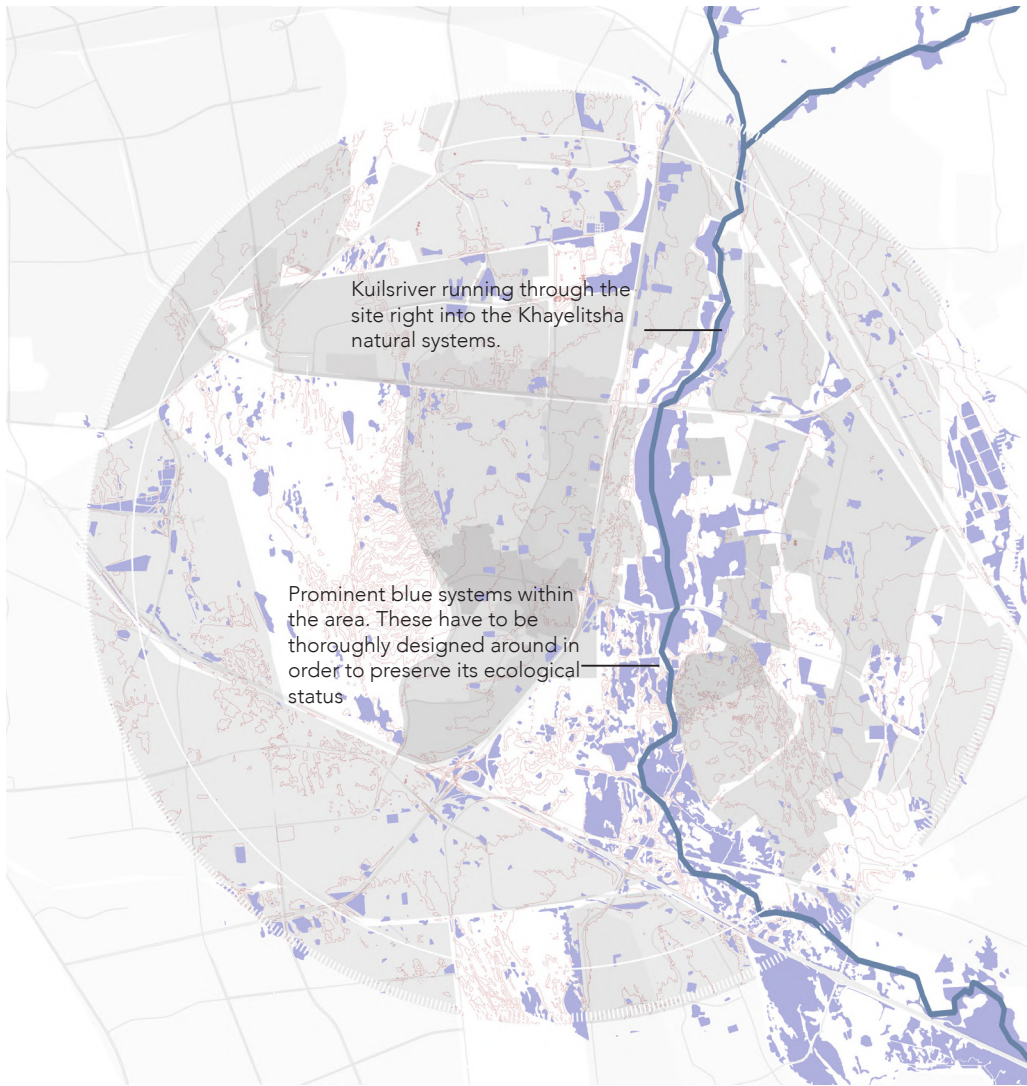 Kuilsriver running through the
site right into the Khayelitsha
natural systems.
Prominent blue systems within
the area. These have to be
thoroughly designed around in
order to preserve its ecological
status